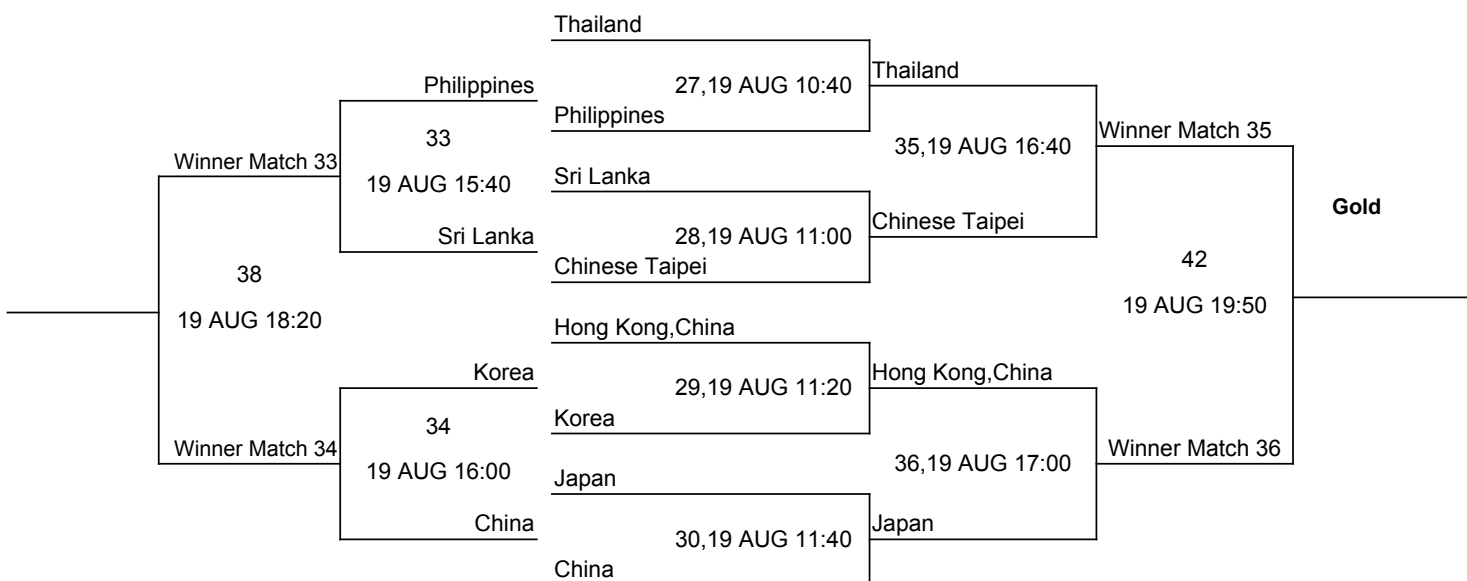 Thailand
Philippines
27,19 AUG 10:40
Thailand
Philippines
33
35,19 AUG 16:40
Winner Match 35
Winner Match 33
19 AUG 15:40
Sri Lanka
Gold
Sri Lanka
28,19 AUG 11:00
Chinese Taipei
38
Chinese Taipei
42
19 AUG 18:20
19 AUG 19:50
Hong Kong,China
Korea
29,19 AUG 11:20
Hong Kong,China
34
Korea
Winner Match 34
19 AUG 16:00
36,19 AUG 17:00
Winner Match 36
Japan
China
30,19 AUG 11:40
Japan
China